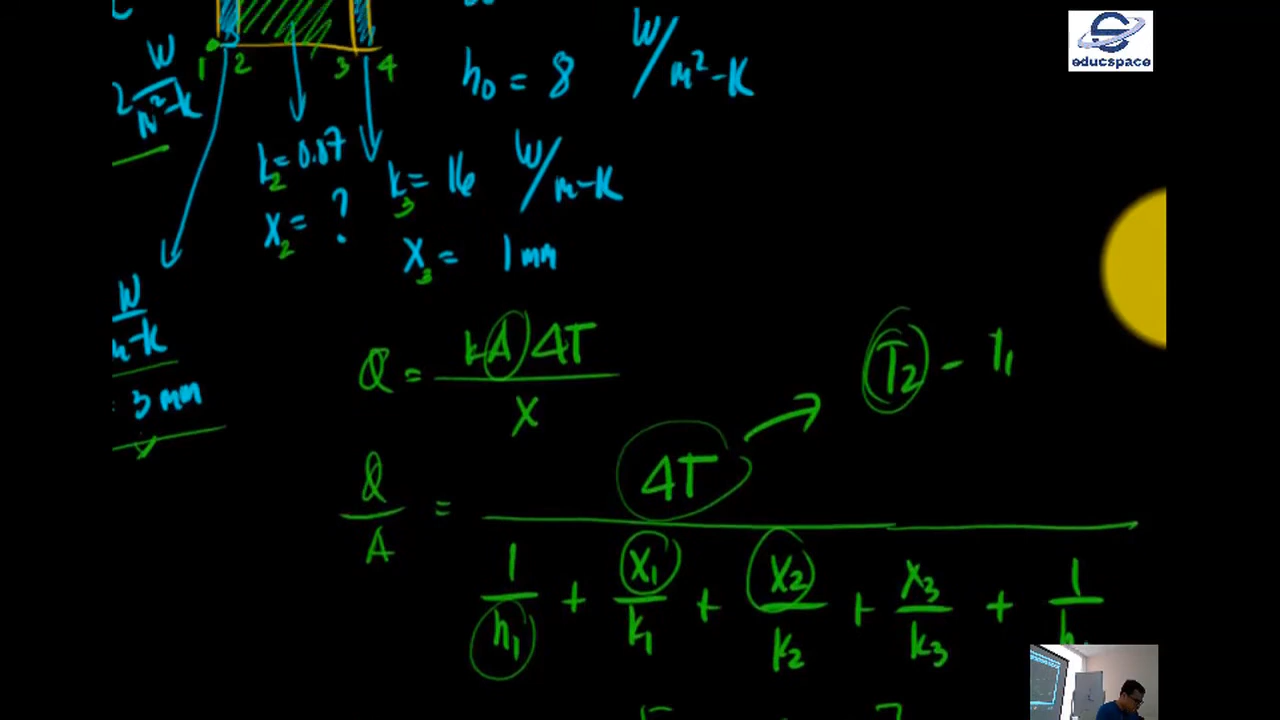 educspace
h₀ = 8 W/m²-K
1 2 3 4
W
k₂ = 0.07
k₃ = 16 W/m-K
x₂ = ?
x₃ = 1 mm
W
3 mm
Q = kAΔT / x
T₂ - T₁
Q/A = ΔT / (1/h₁ + x₁/k₁ + x₂/k₂ + x₃/k₃ + 1/h